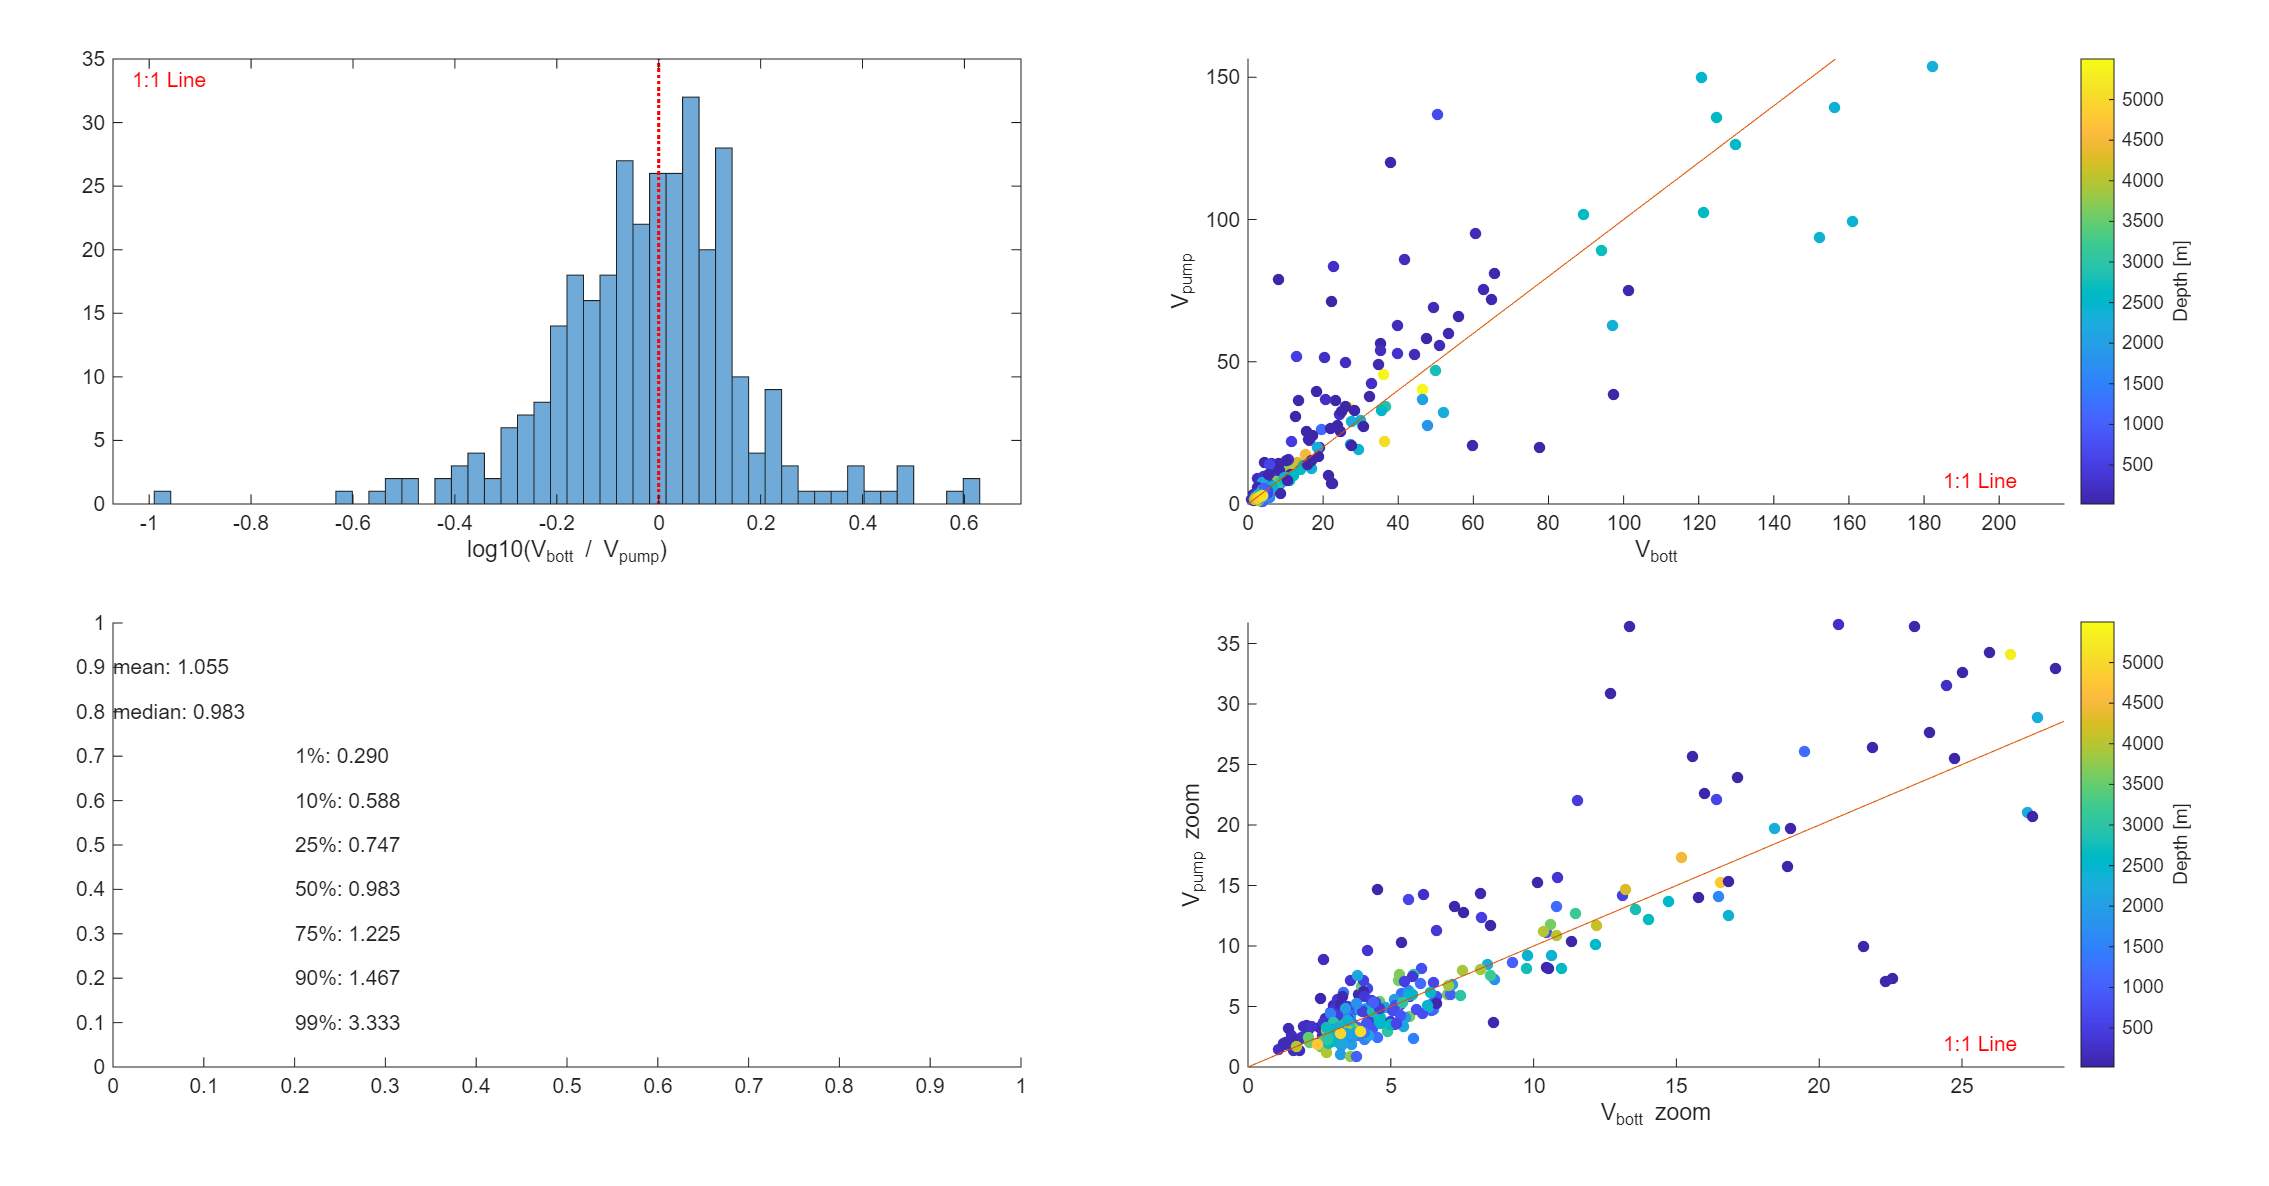 35
30
25
20
15
10
5
0
1:1 Line
-1 -0.8 -0.6 -0.4 -0.2 0 0.2 0.4 0.6
log10(V_bott / V_pump)
150
100
50
0
V_pump
1:1 Line
0 20 40 60 80 100 120 140 160 180 200
V_bott
5000
4500
4000
3500
3000
2500
2000
1500
1000
500
Depth [m]
1
0.9 mean: 1.055
0.8 median: 0.983
0.7 1%: 0.290
0.6 10%: 0.588
0.5 25%: 0.747
0.4 50%: 0.983
0.3 75%: 1.225
0.2 90%: 1.467
0.1 99%: 3.333
0
0 0.1 0.2 0.3 0.4 0.5 0.6 0.7 0.8 0.9 1
35
30
25
20
15
10
5
0
V_pump zoom
1:1 Line
0 5 10 15 20 25
V_bott zoom
5000
4500
4000
3500
3000
2500
2000
1500
1000
500
Depth [m]